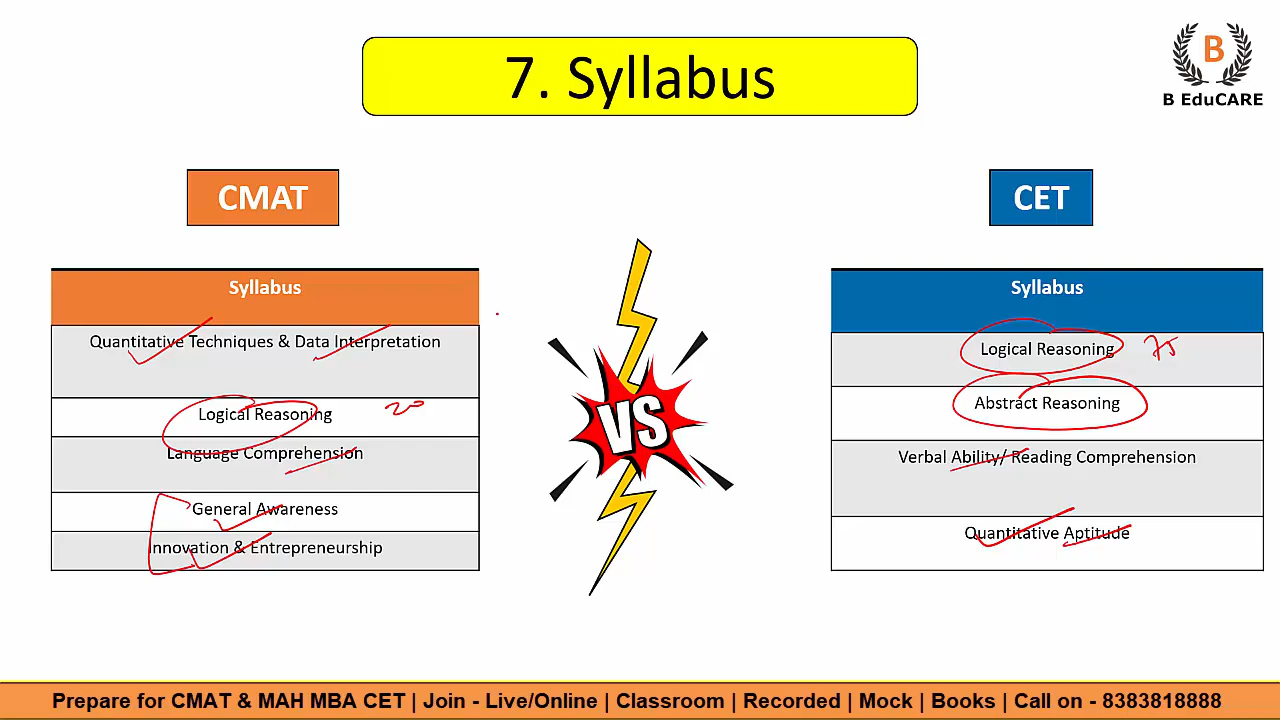 7. Syllabus
B
B EduCARE
CMAT
Syllabus
Quantitative Techniques & Data Interpretation
Logical Reasoning 20
Language Comprehension
General Awareness
Innovation & Entrepreneurship
VS
CET
Syllabus
Logical Reasoning 75
Abstract Reasoning
Verbal Ability/ Reading Comprehension
Quantitative Aptitude
Prepare for CMAT & MAH MBA CET | Join - Live/Online | Classroom | Recorded | Mock | Books | Call on - 8383818888